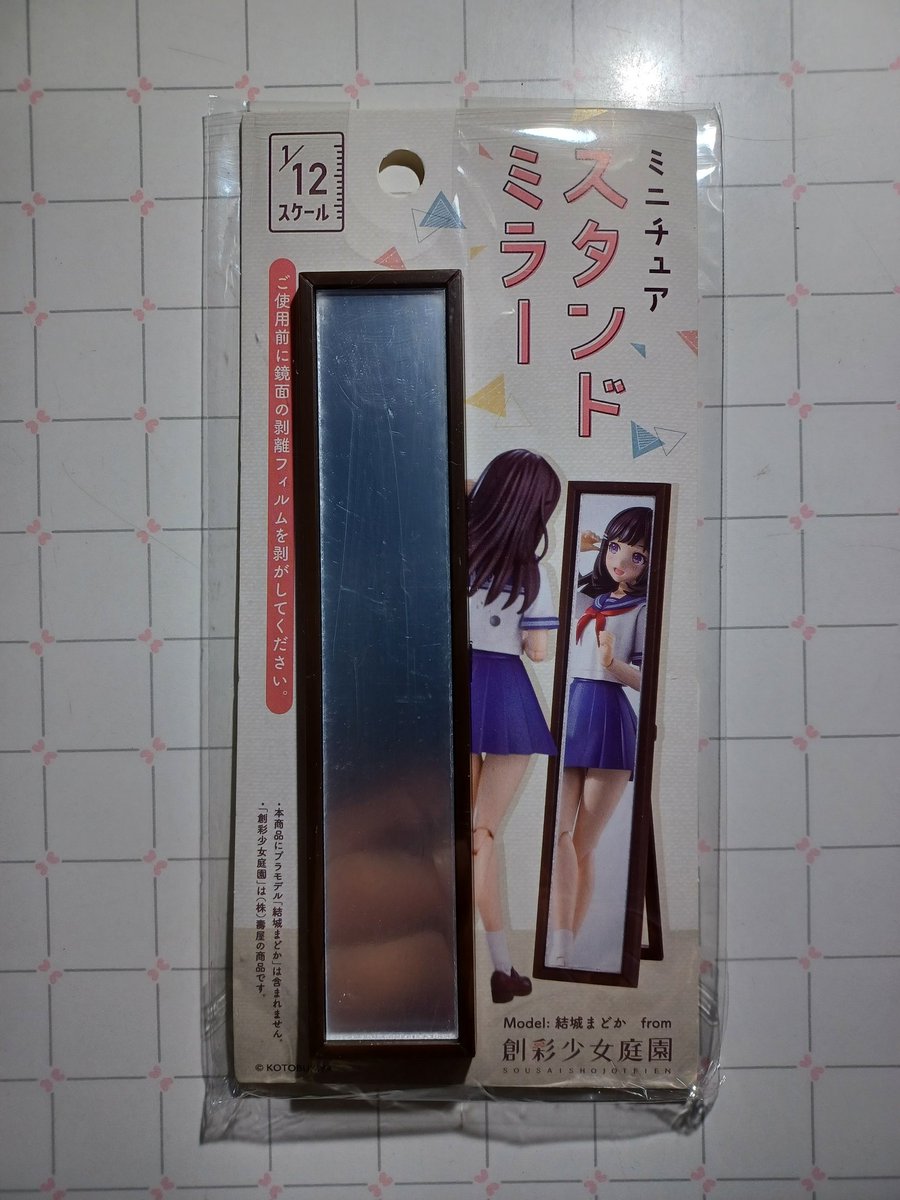 1/12
スケール
ミニチュア
スタンド
ミラー
ご使用前に鏡面の剥離フィルムを剥がしてください。
・本商品にプラモデル「結城まどか」は含まれません。
・「創彩少女庭園」は(株)壽屋の商品です。
Model: 結城まどか from
創彩少女庭園
SOUSAISHOJOTEIEN